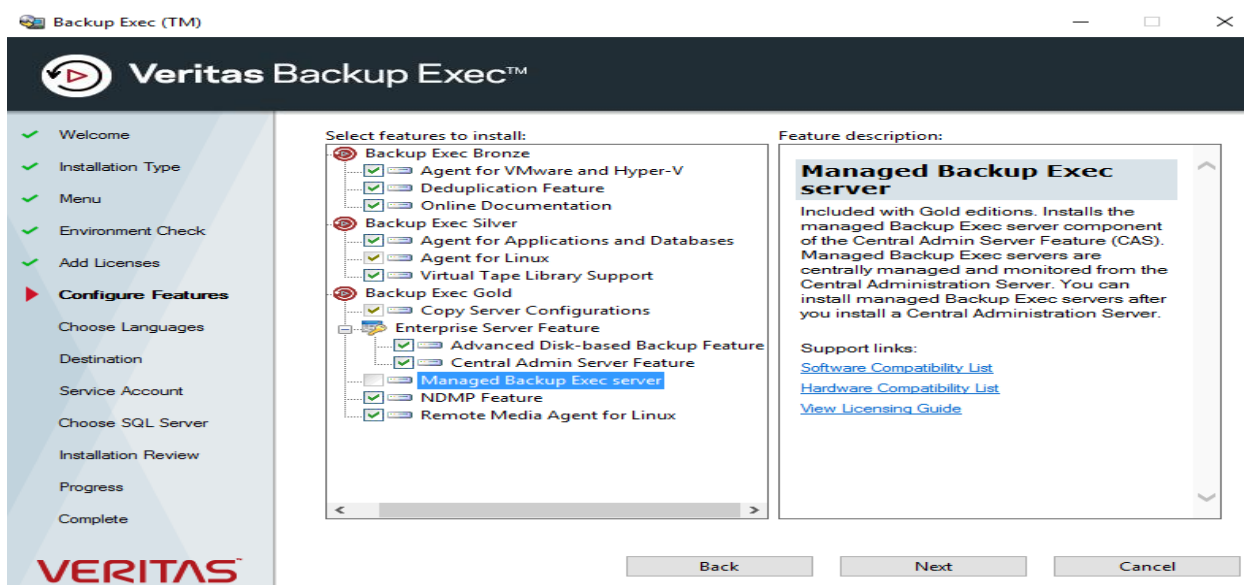 Backup Exec (TM)
Veritas Backup Exec™
Welcome
Installation Type
Menu
Environment Check
Add Licenses
Configure Features
Choose Languages
Destination
Service Account
Choose SQL Server
Installation Review
Progress
Complete
VERITAS™
Select features to install:
Backup Exec Bronze
Agent for VMware and Hyper-V
Deduplication Feature
Online Documentation
Backup Exec Silver
Agent for Applications and Databases
Agent for Linux
Virtual Tape Library Support
Backup Exec Gold
Copy Server Configurations
Enterprise Server Feature
Advanced Disk-based Backup Feature
Central Admin Server Feature
Managed Backup Exec server
NDMP Feature
Remote Media Agent for Linux
Feature description:
Managed Backup Exec
server
Included with Gold editions. Installs the
managed Backup Exec server component
of the Central Admin Server Feature (CAS).
Managed Backup Exec servers are
centrally managed and monitored from the
Central Administration Server. You can
install managed Backup Exec servers after
you install a Central Administration Server.
Support links:
Software Compatibility List
Hardware Compatibility List
View Licensing Guide
Back
Next
Cancel